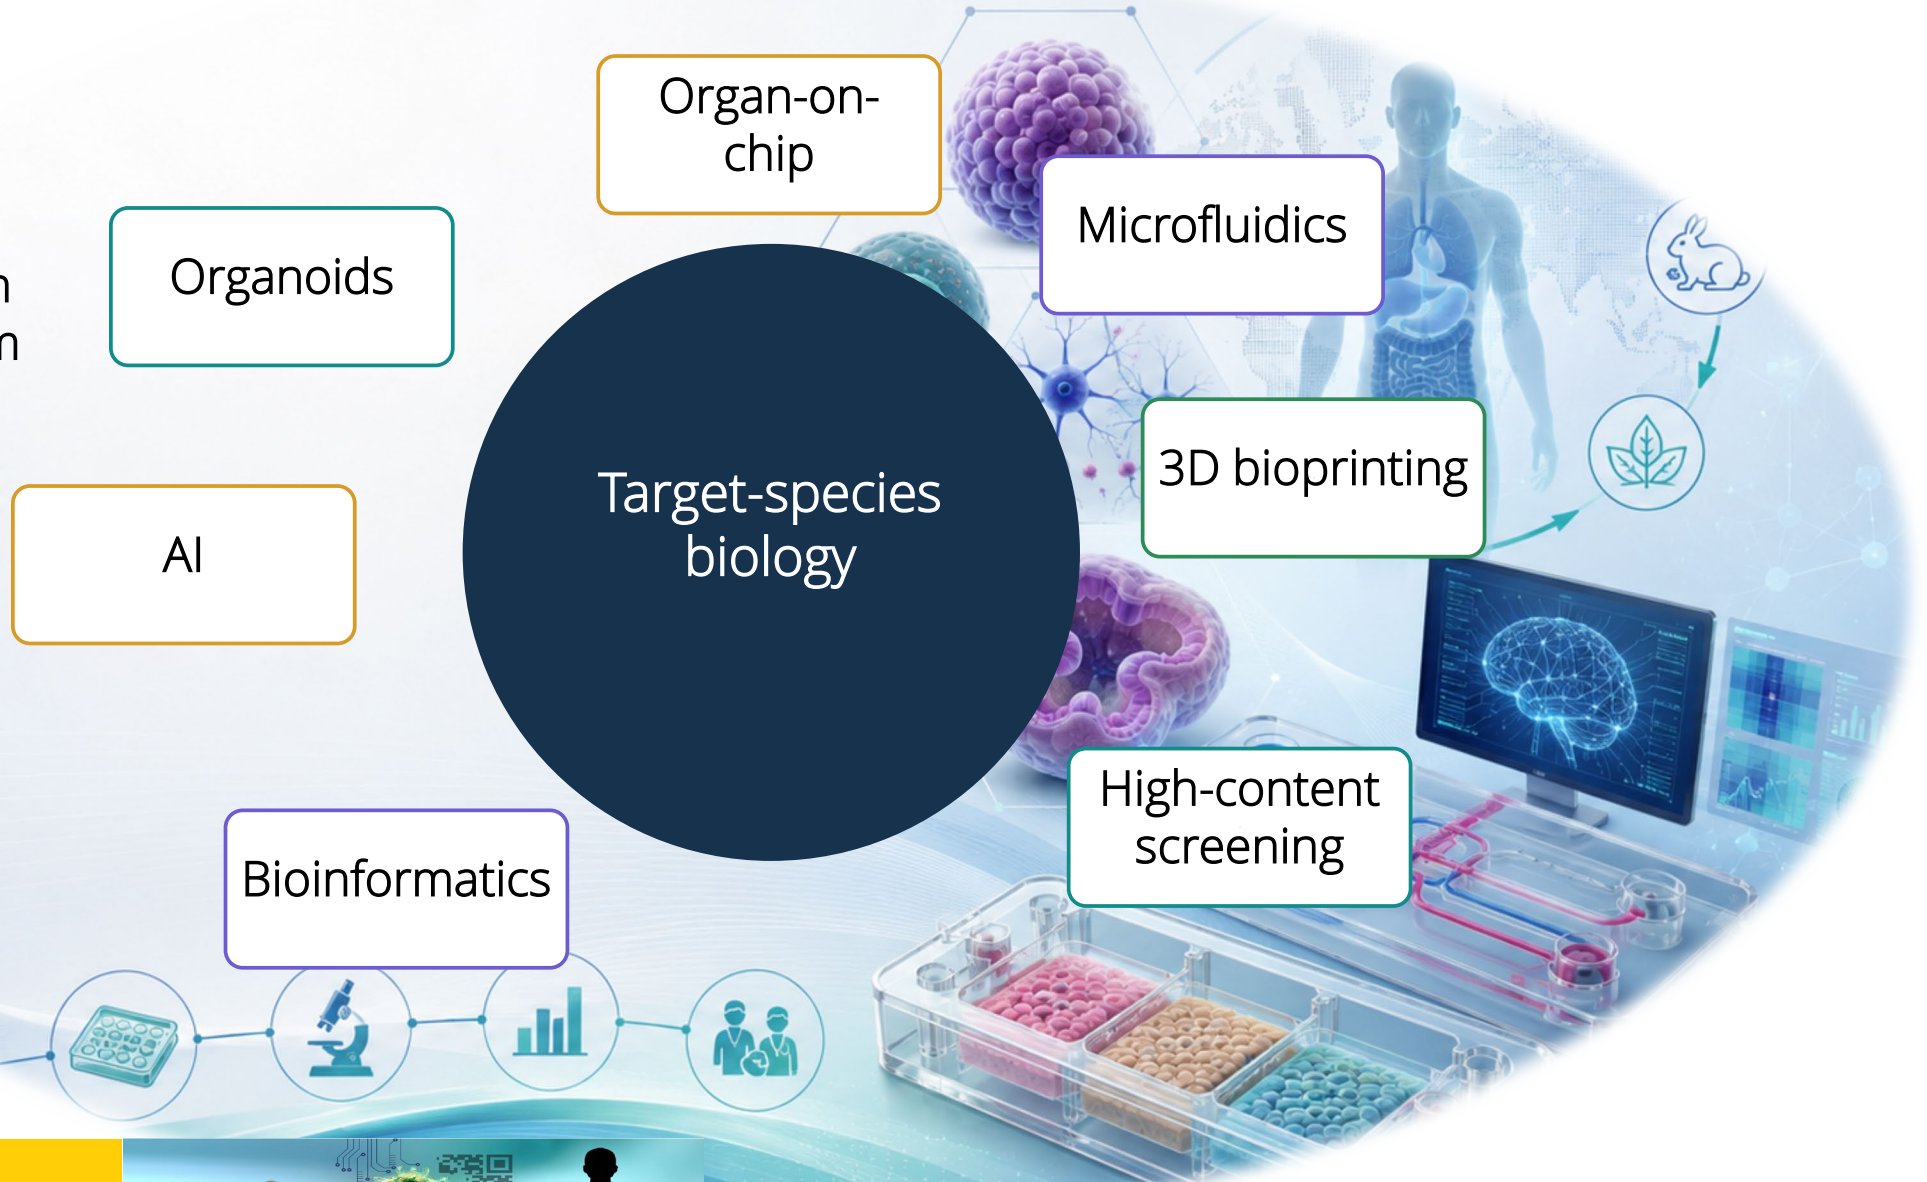 Organ-on-
chip
Microfluidics
Organoids
3D bioprinting
Target-species
biology
AI
High-content
screening
Bioinformatics